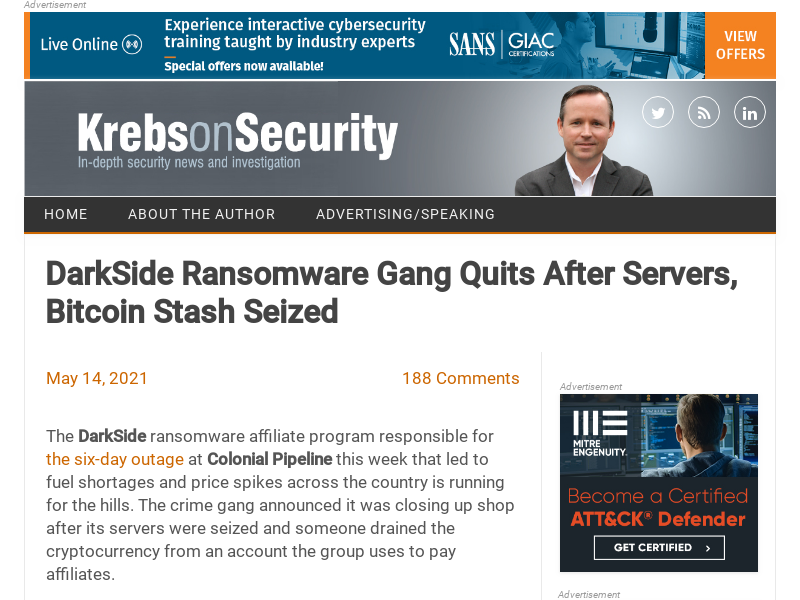 Advertisement
Live Online
Experience interactive cybersecurity
training taught by industry experts
Special offers now available!
SANS GIAC
CERTIFICATIONS
VIEW
OFFERS
KrebsonSecurity
In-depth security news and investigation
HOME ABOUT THE AUTHOR ADVERTISING/SPEAKING
DarkSide Ransomware Gang Quits After Servers,
Bitcoin Stash Seized
May 14, 2021 188 Comments
The DarkSide ransomware affiliate program responsible for
the six-day outage at Colonial Pipeline this week that led to
fuel shortages and price spikes across the country is running
for the hills. The crime gang announced it was closing up shop
after its servers were seized and someone drained the
cryptocurrency from an account the group uses to pay
affiliates.
Advertisement
MITRE
ENGENUITY.
Become a Certified
ATT&CK® Defender
GET CERTIFIED >
Advertisement